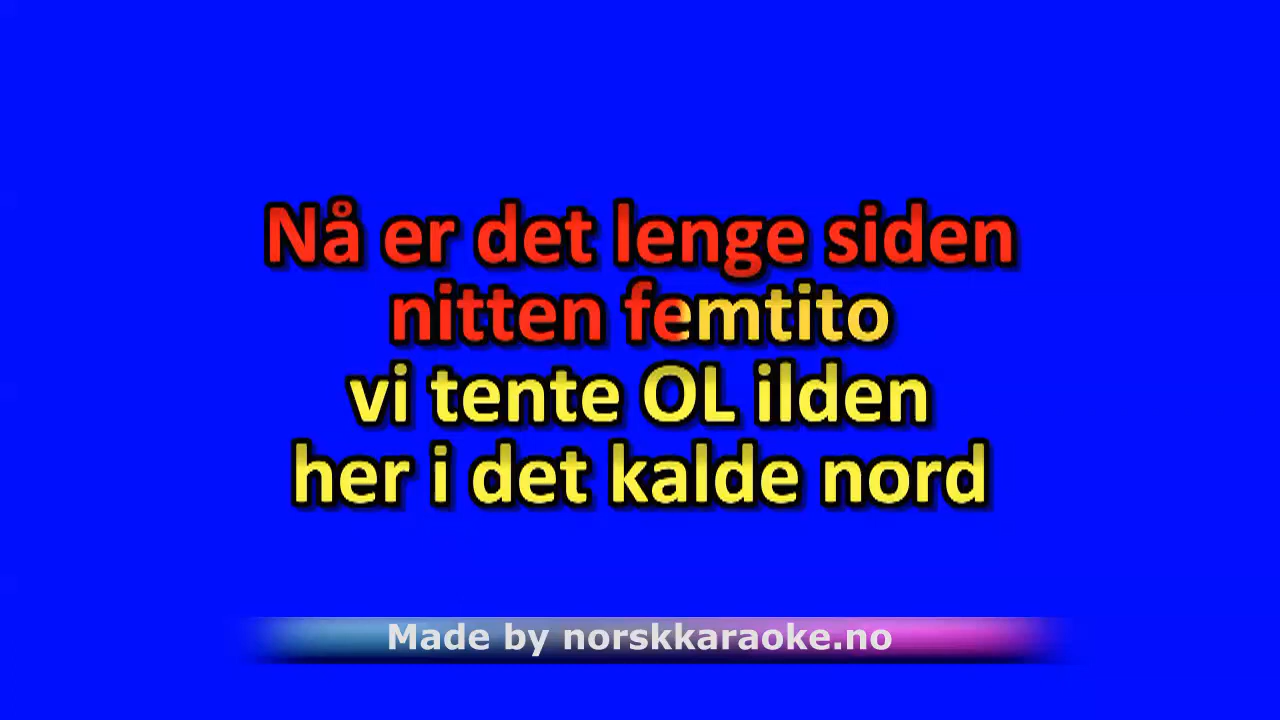 Nå er det lenge siden
nitten femtito
vi tente OL ilden
her i det kalde nord
Made by norskkaraoke.no